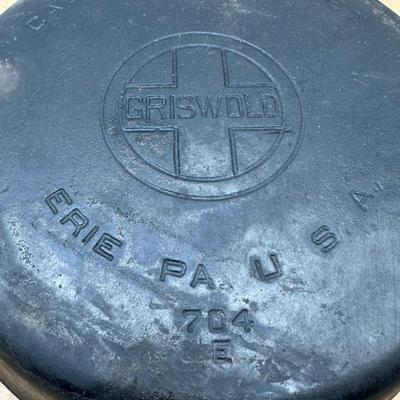 GRISWOLD
ERIE PA., U.S.A.
704
E